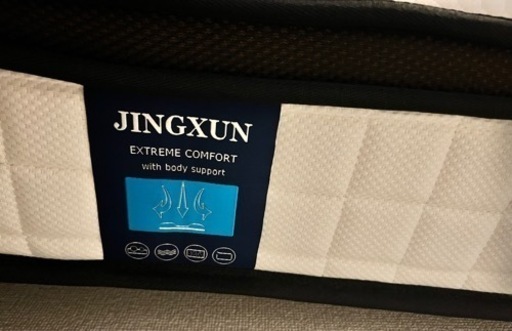 JINGXUN
EXTREME COMFORT
with body support